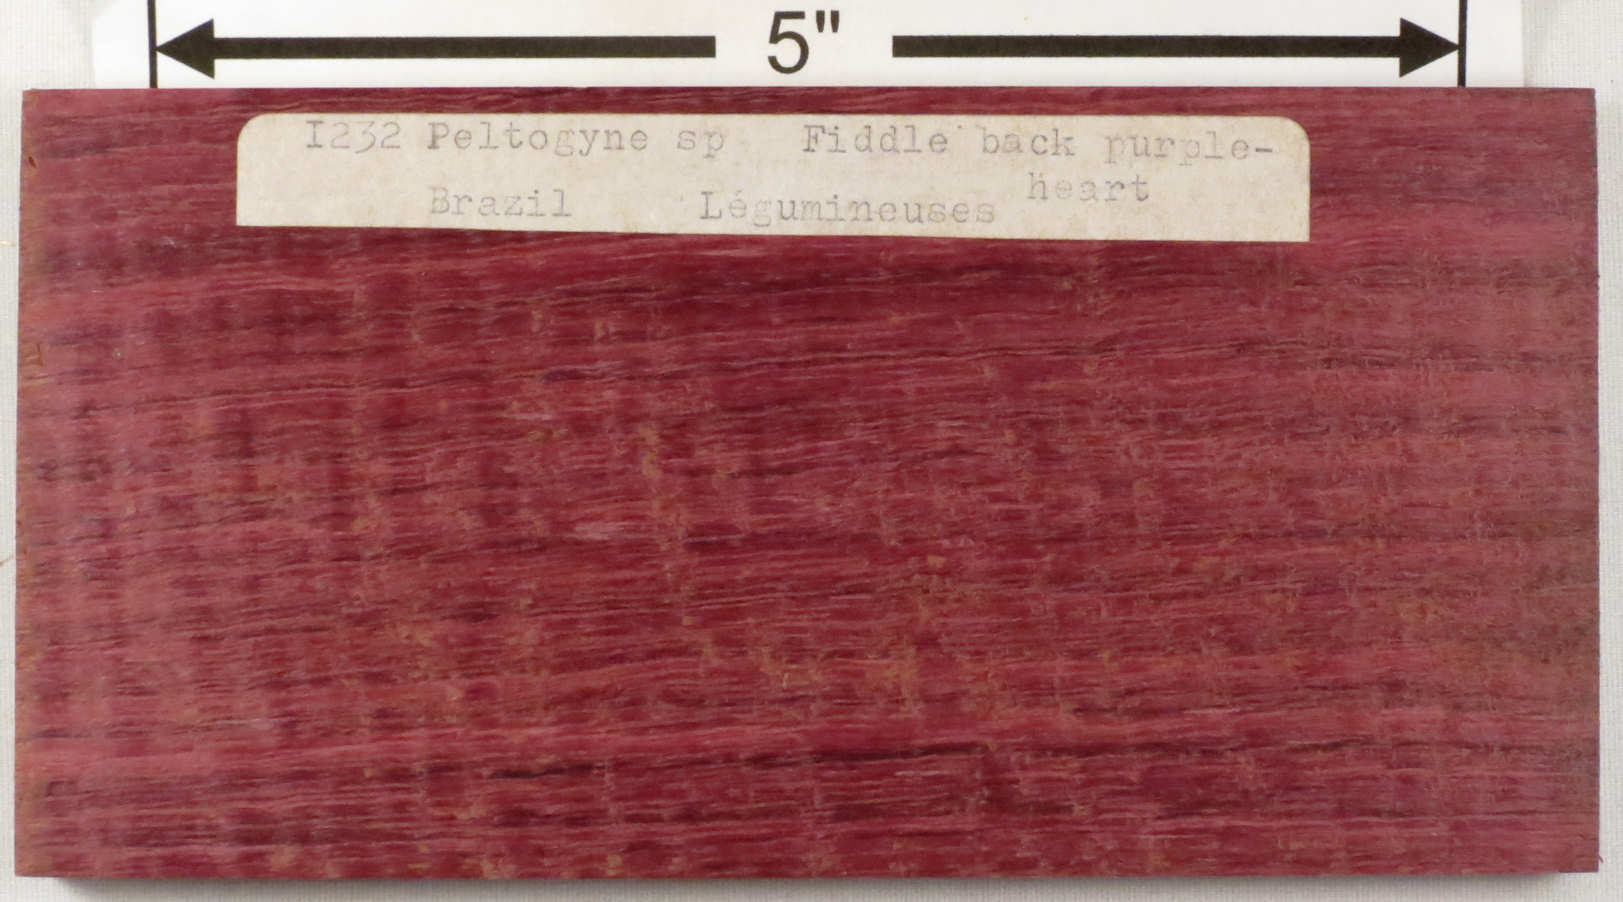 5"
I232 Peltogyne sp Fiddle back purple-
heart
Brazil Légumineuses